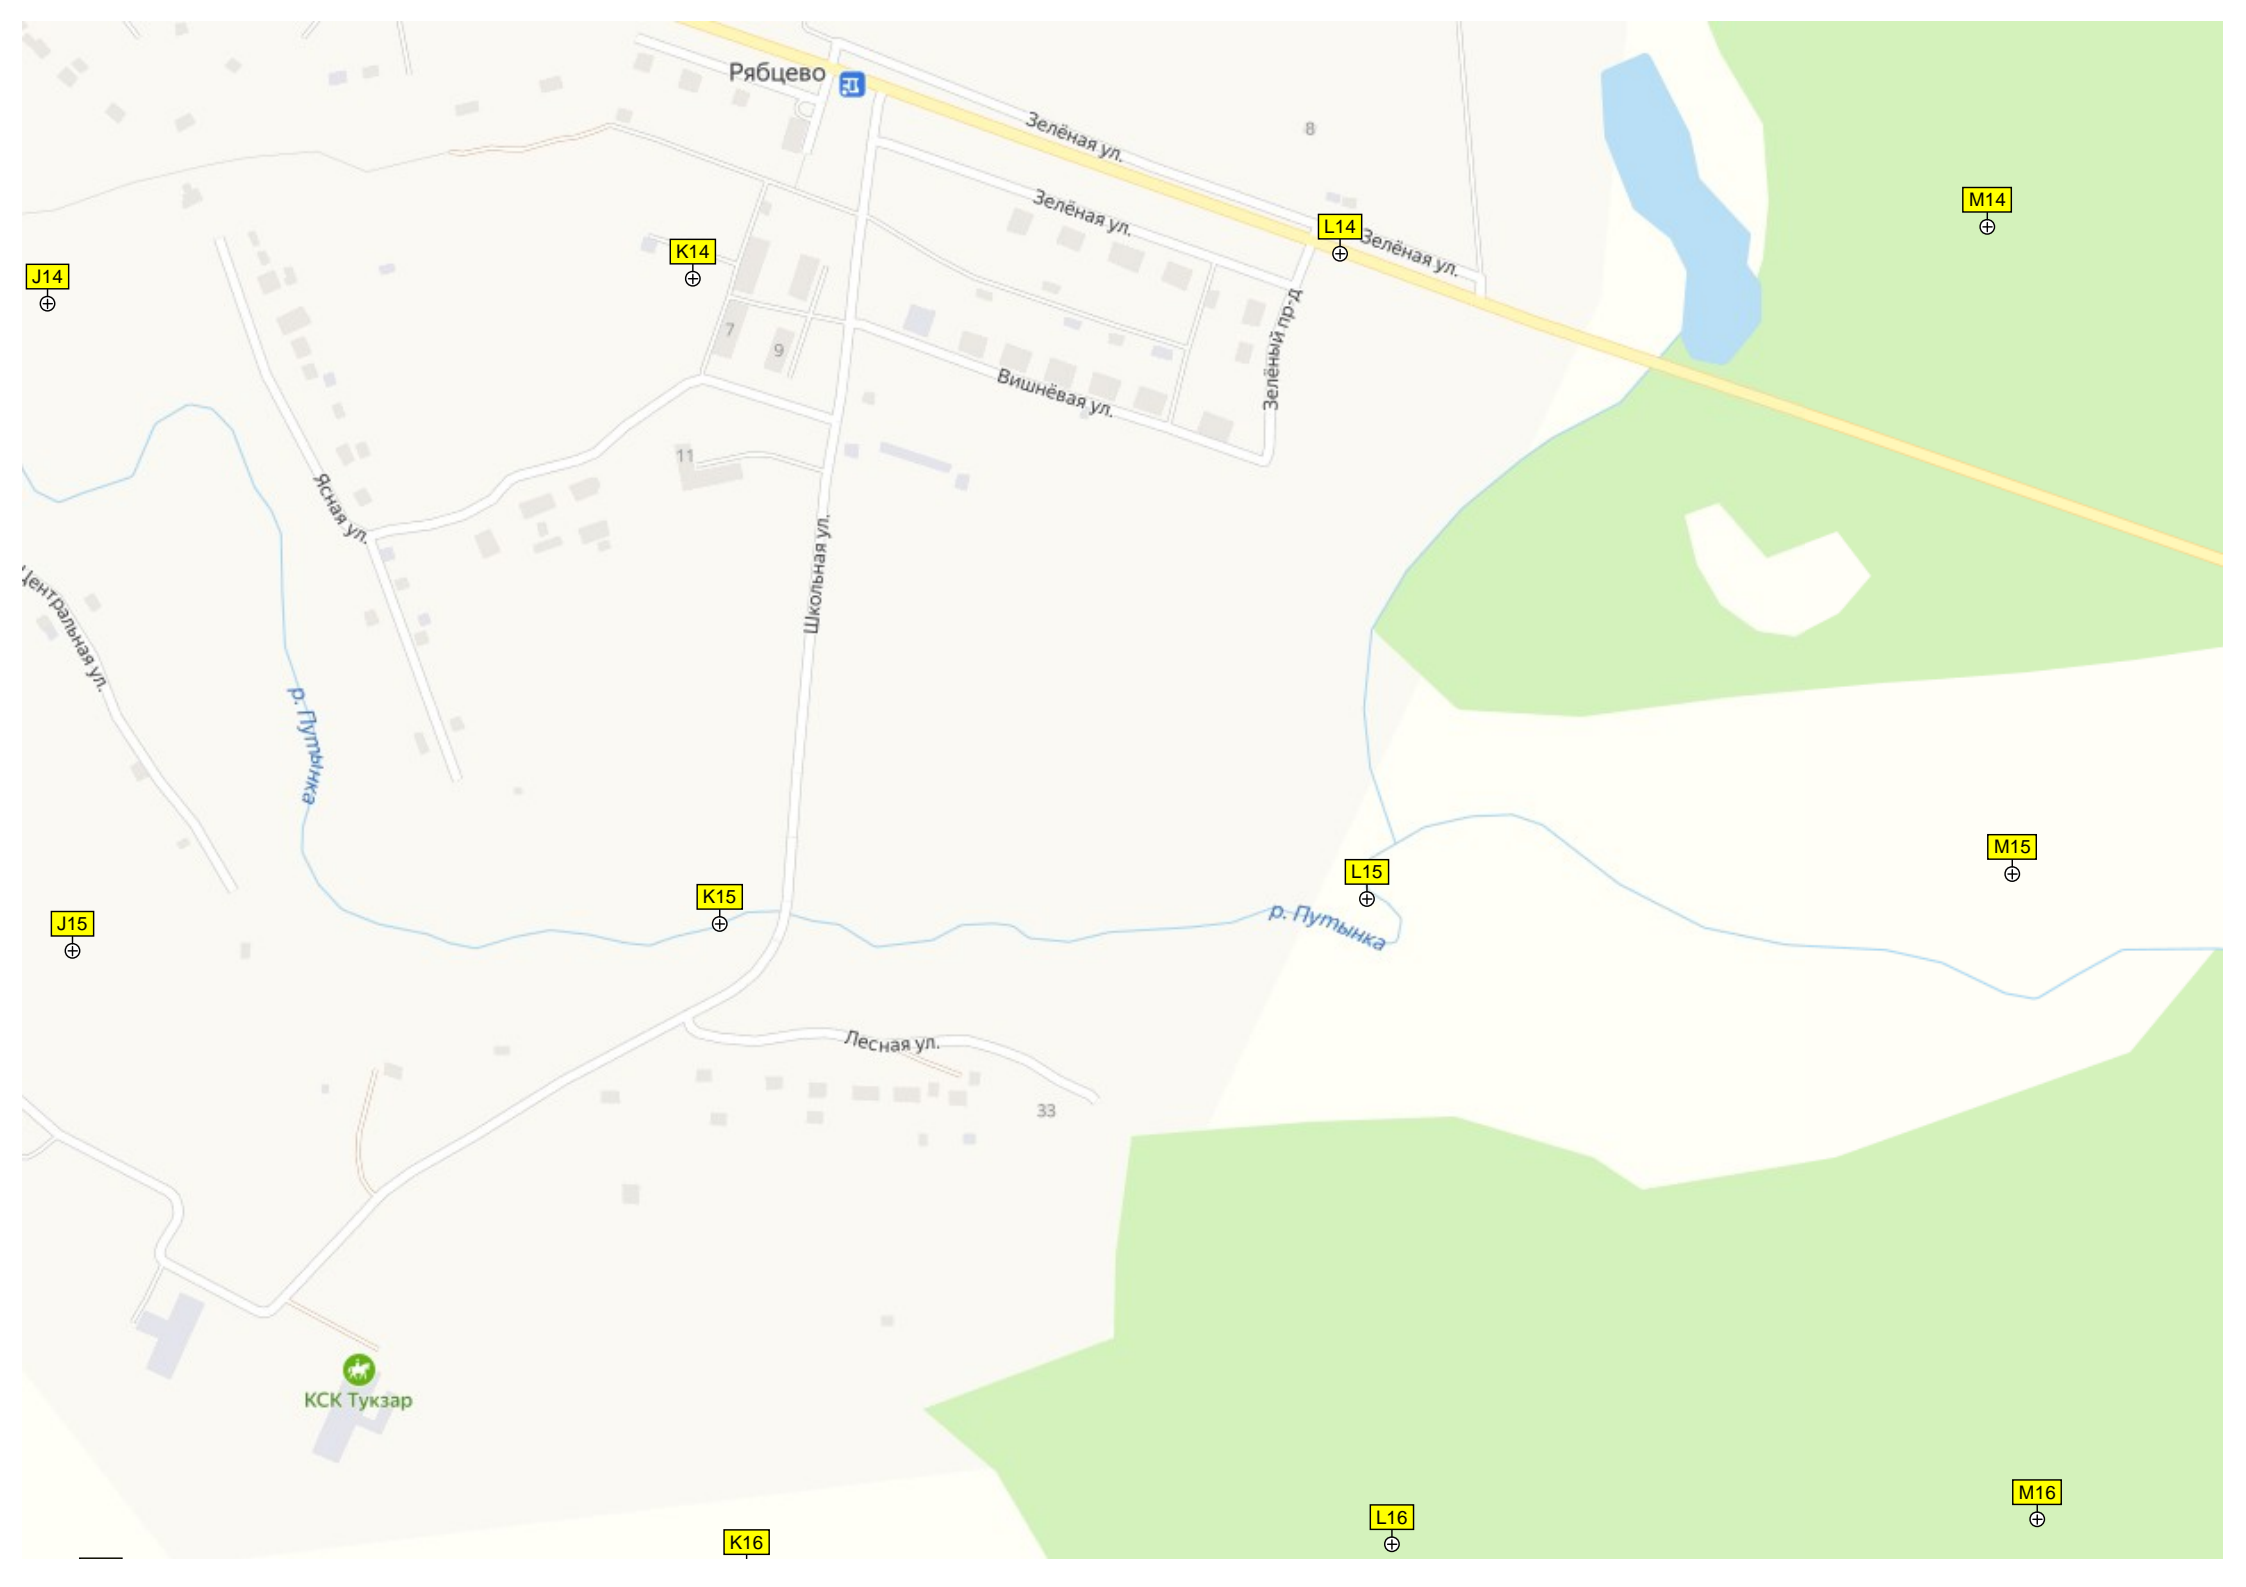 Рябцево
Зелёная ул.
8
Зелёная ул.
M14
L14
Зелёная ул.
K14
J14
Зелёный пр-д
7
9
Вишнёвая ул.
11
Ясная ул.
Школьная ул.
Центральная ул.
р. Путынка
M15
L15
K15
J15
р. Путынка
Лесная ул.
33
КСК Тукзар
M16
L16
K16